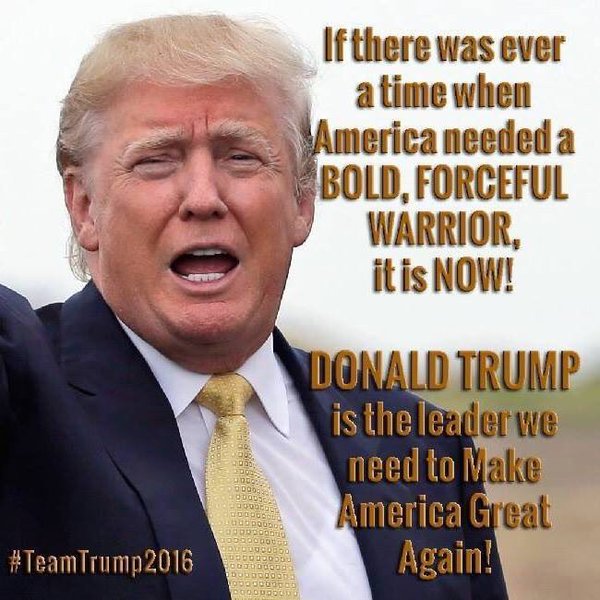 If there was ever
a time when
America needed a
BOLD, FORCEFUL
WARRIOR,
it is NOW!
DONALD TRUMP
is the leader we
need to Make
America Great
Again!
#TeamTrump2016